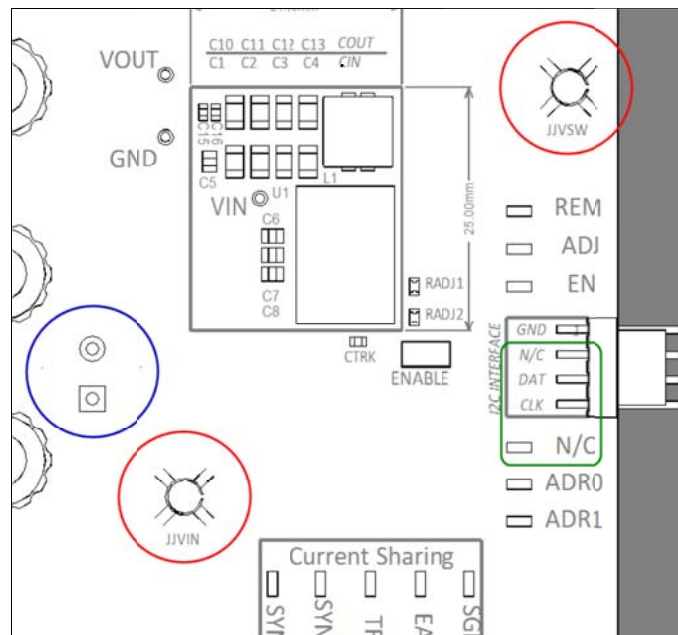 C10 C11 C12 C13 COUT
C1 C2 C3 C4 CIN
VOUT
GND
JJVSW
C15
C16
C5
L1
U1
VIN
C6
C7
C8
25.00mm
RADJ1
RADJ2
CTRK
ENABLE
REM
ADJ
EN
I2C INTERFACE
GND
N/C
DAT
CLK
N/C
ADR0
ADR1
JJVIN
Current Sharing